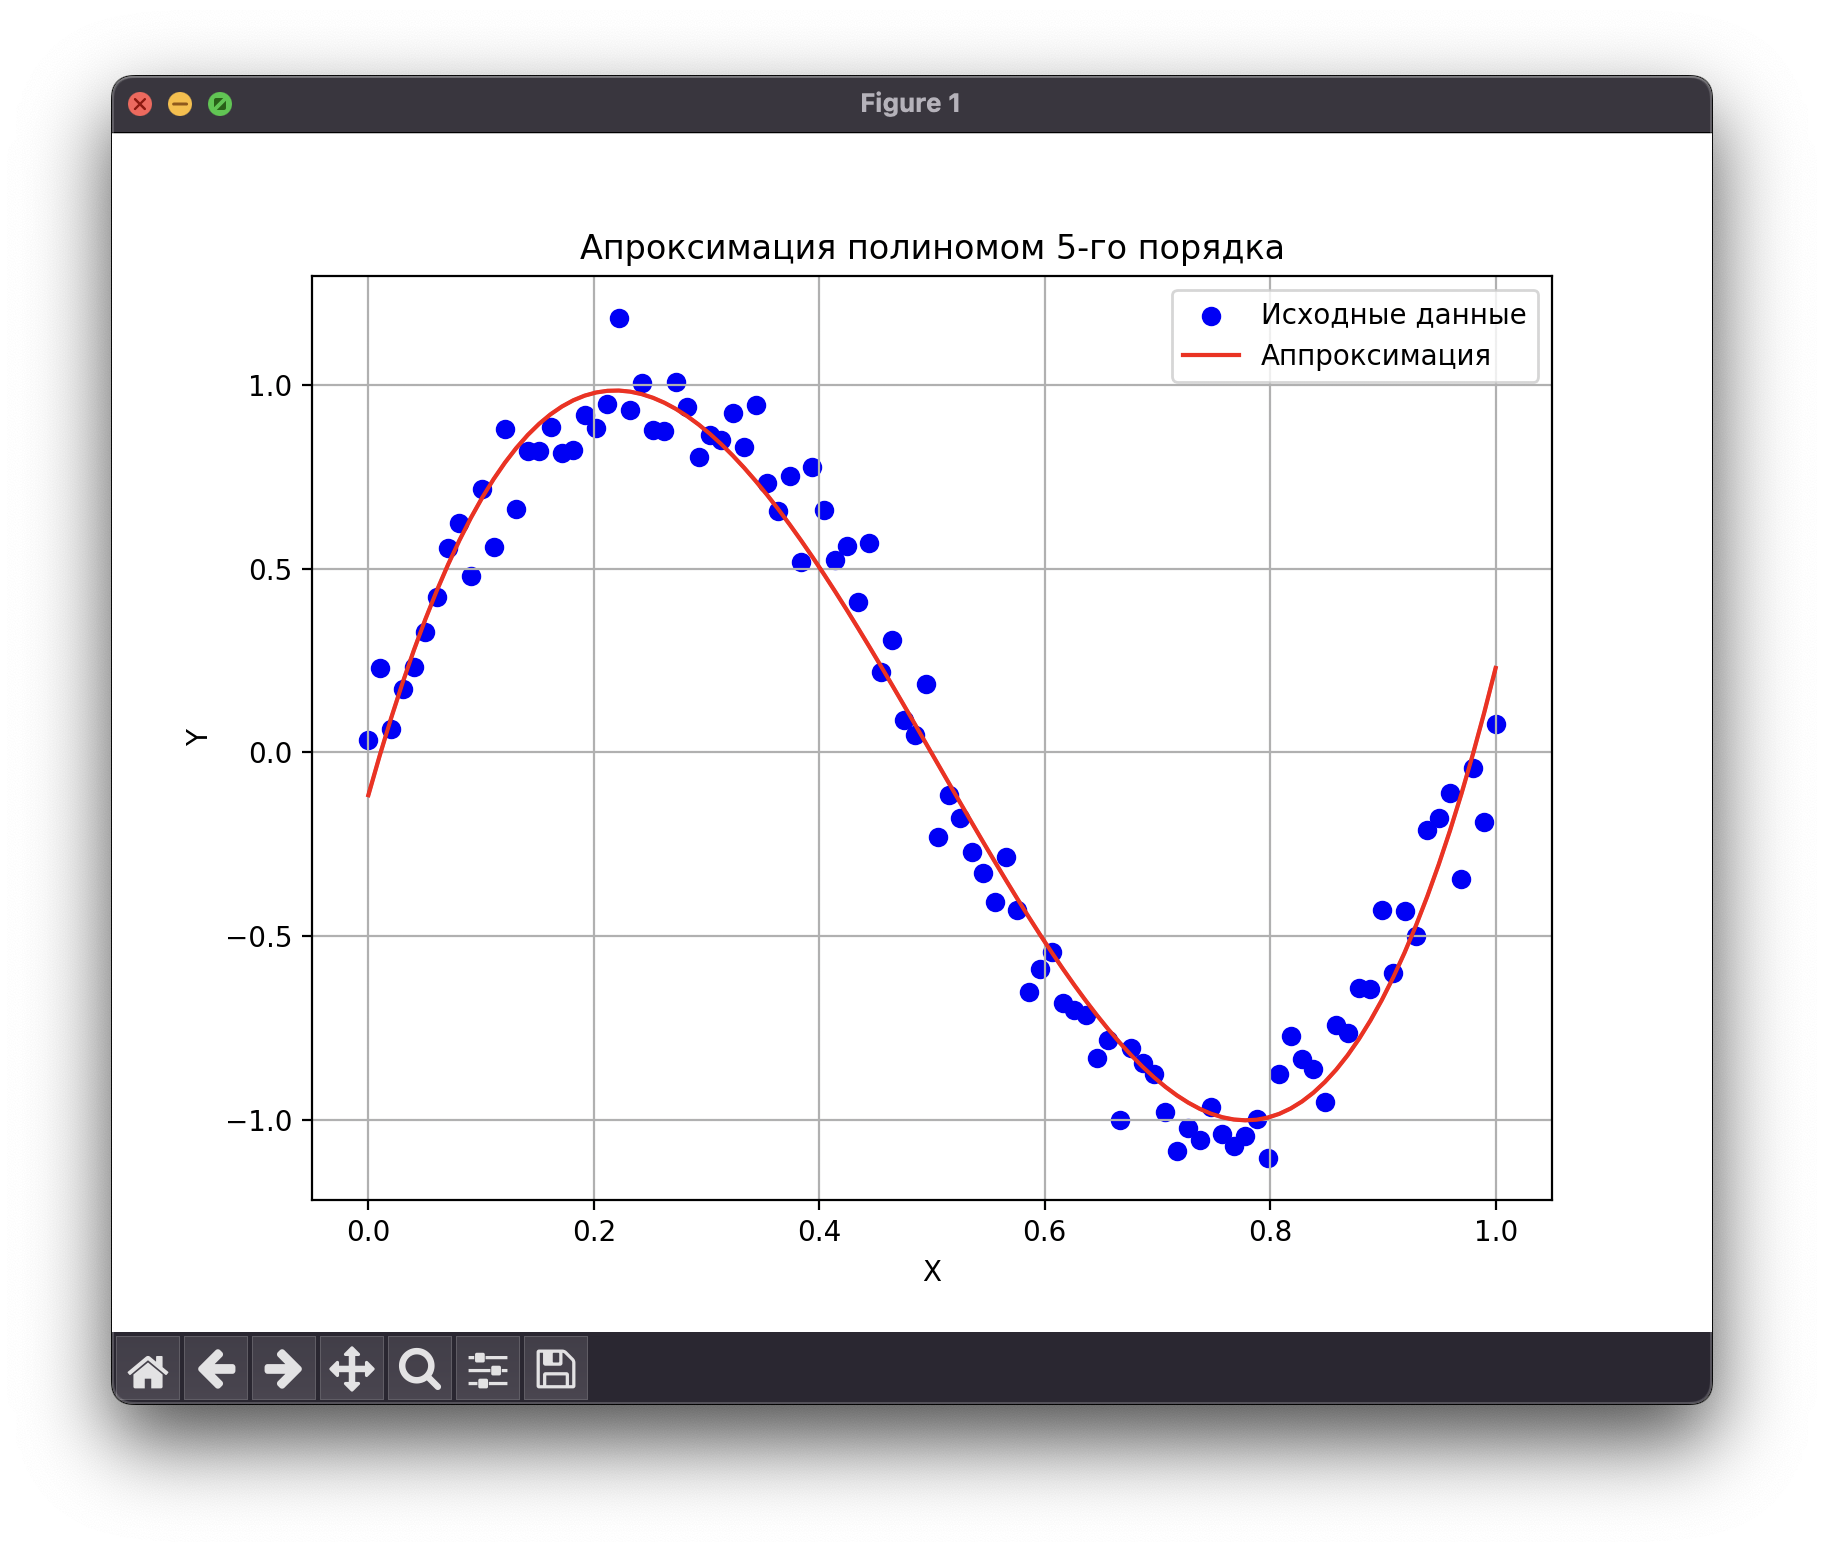 Figure 1
Апроксимация полиномом 5-го порядка
Исходные данные
Аппроксимация
1.0
0.5
0.0
−0.5
−1.0
Y
0.0 0.2 0.4 0.6 0.8 1.0
X